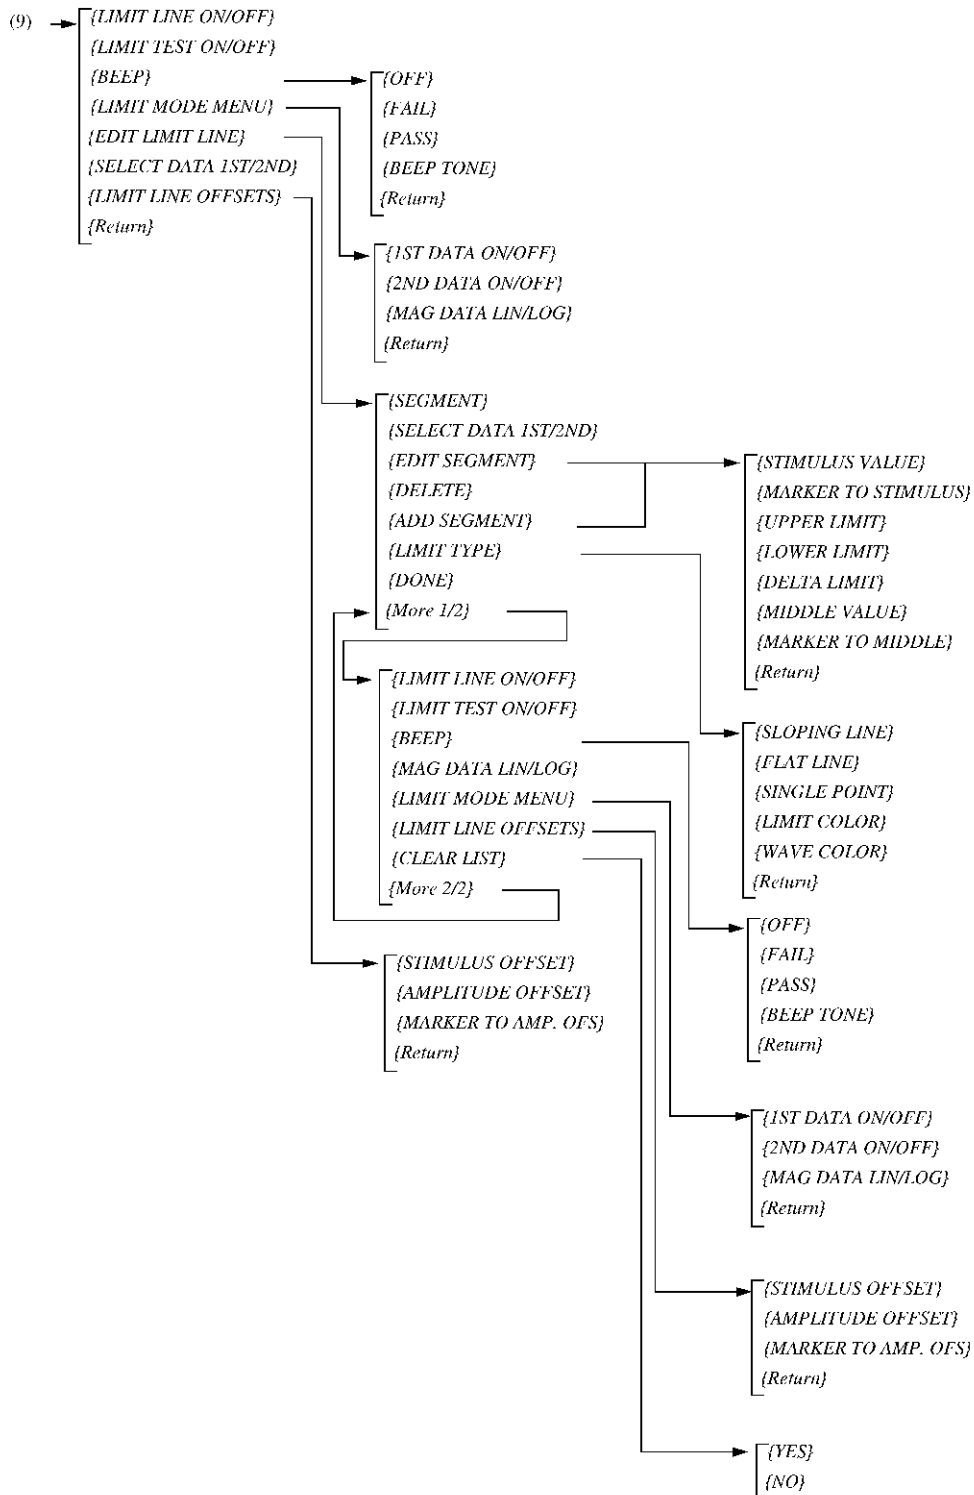 (9)
{LIMIT LINE ON/OFF}
{LIMIT TEST ON/OFF}
{BEEP}
{LIMIT MODE MENU}
{EDIT LIMIT LINE}
{SELECT DATA 1ST/2ND}
{LIMIT LINE OFFSETS}
{Return}
{OFF}
{FAIL}
{PASS}
{BEEP TONE}
{Return}
{1ST DATA ON/OFF}
{2ND DATA ON/OFF}
{MAG DATA LIN/LOG}
{Return}
{SEGMENT}
{SELECT DATA 1ST/2ND}
{EDIT SEGMENT}
{DELETE}
{ADD SEGMENT}
{LIMIT TYPE}
{DONE}
{More 1/2}
{STIMULUS VALUE}
{MARKER TO STIMULUS}
{UPPER LIMIT}
{LOWER LIMIT}
{DELTA LIMIT}
{MIDDLE VALUE}
{MARKER TO MIDDLE}
{Return}
{LIMIT LINE ON/OFF}
{LIMIT TEST ON/OFF}
{BEEP}
{MAG DATA LIN/LOG}
{LIMIT MODE MENU}
{LIMIT LINE OFFSETS}
{CLEAR LIST}
{More 2/2}
{SLOPING LINE}
{FLAT LINE}
{SINGLE POINT}
{LIMIT COLOR}
{WAVE COLOR}
{Return}
{STIMULUS OFFSET}
{AMPLITUDE OFFSET}
{MARKER TO AMP. OFS}
{Return}
{OFF}
{FAIL}
{PASS}
{BEEP TONE}
{Return}
{1ST DATA ON/OFF}
{2ND DATA ON/OFF}
{MAG DATA LIN/LOG}
{Return}
{STIMULUS OFFSET}
{AMPLITUDE OFFSET}
{MARKER TO AMP. OFS}
{Return}
{YES}
{NO}